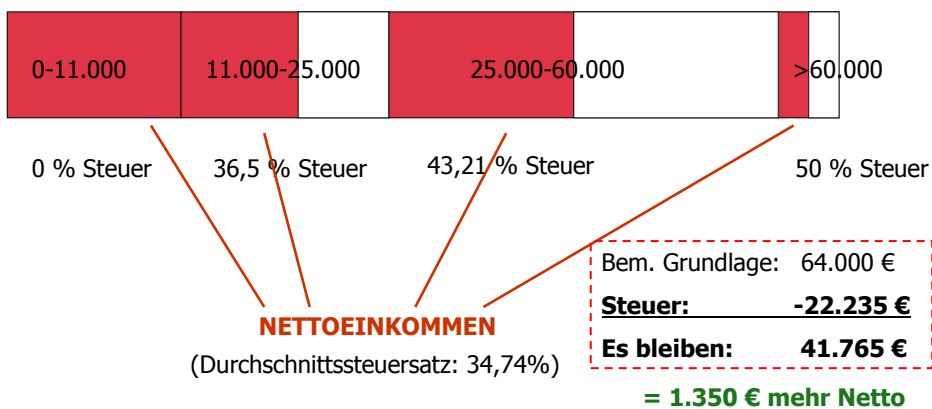 0-11.000 11.000-25.000 25.000-60.000 >60.000
0 % Steuer 36,5 % Steuer 43,21 % Steuer 50 % Steuer
NETTOEINKOMMEN
(Durchschnittssteuersatz: 34,74%)
Bem. Grundlage: 64.000 €
Steuer: -22.235 €
Es bleiben: 41.765 €
= 1.350 € mehr Netto